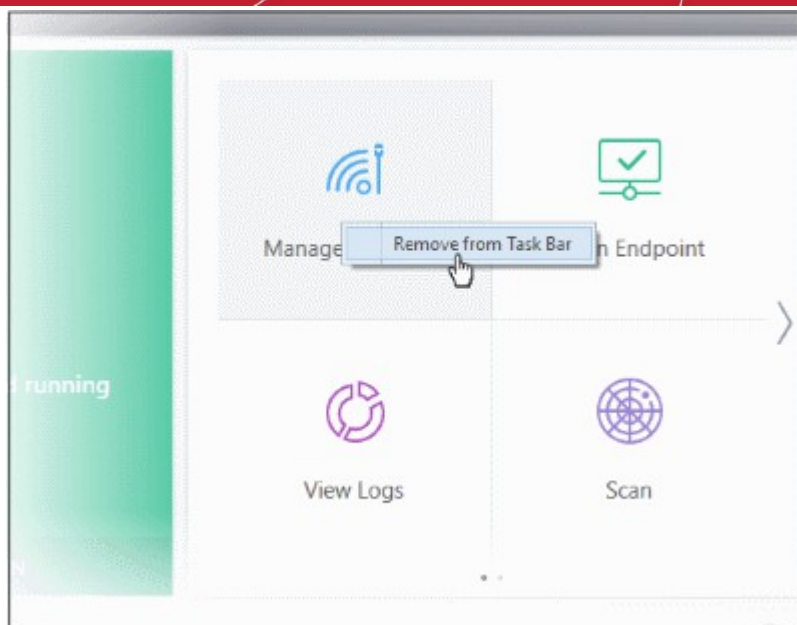 Manage
Remove from Task Bar
n Endpoint
d running
View Logs
Scan